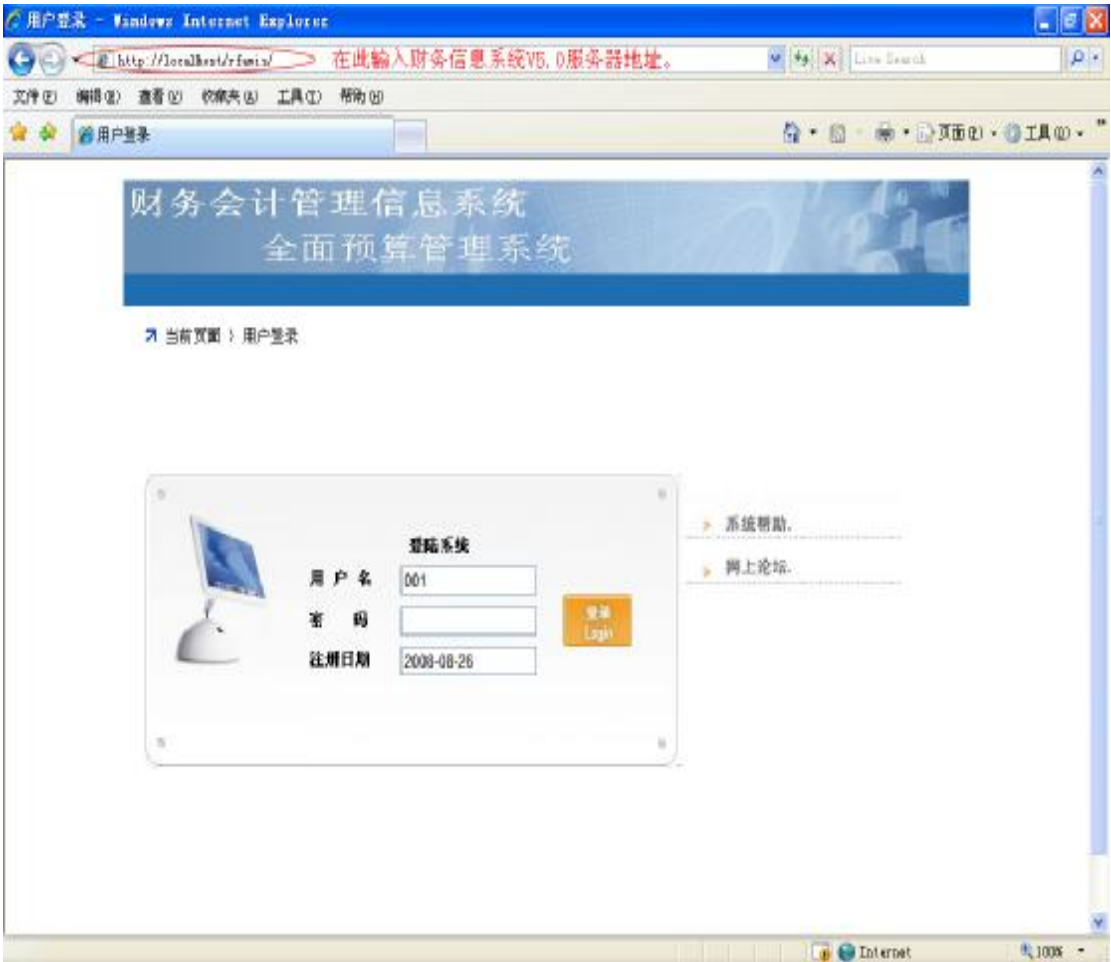 用户登录 - Windows Internet Explorer
http://localhost/rfmis/ 在此输入财务信息系统V5.0服务器地址。 Live Search
文件(F) 编辑(E) 查看(V) 收藏夹(A) 工具(T) 帮助(H)
用户登录 页面(P) 工具(O)
财务会计管理信息系统
全面预算管理系统
当前页面 〉 用户登录
登陆系统
用 户 名 001
密 码
登录
Login
注册日期 2008-08-26
系统帮助.
网上论坛.
Internet 100%